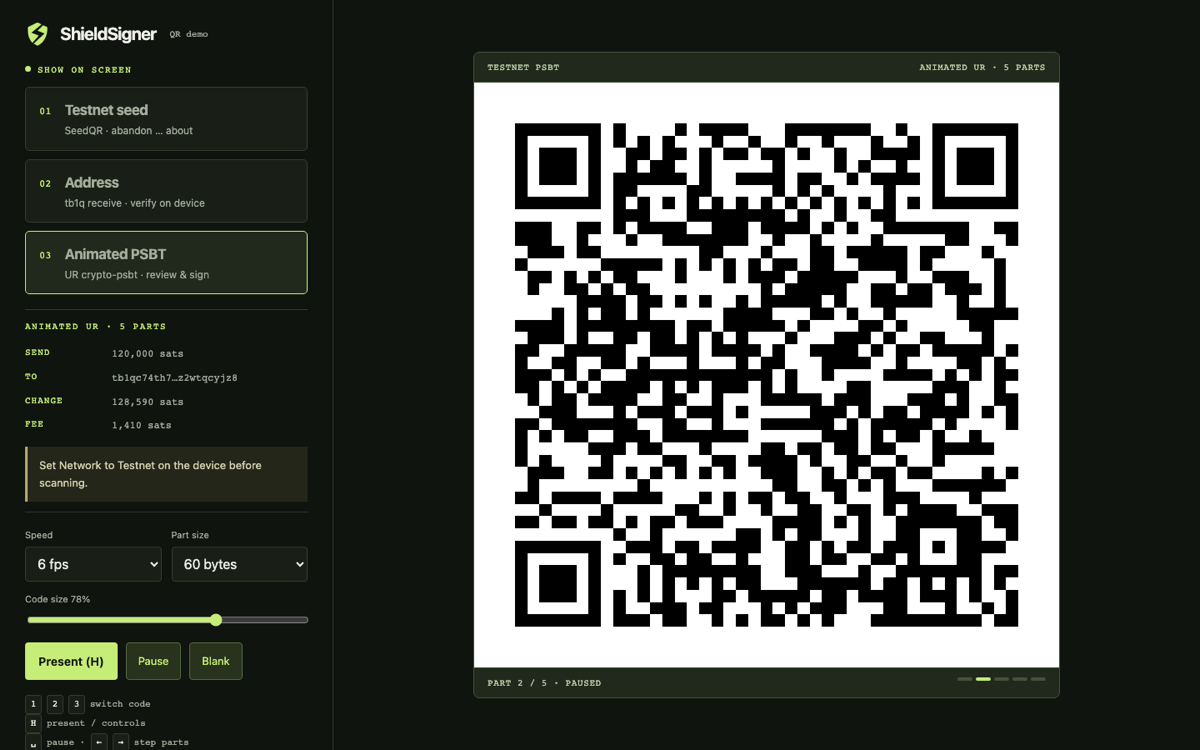 ShieldSigner QR demo
SHOW ON SCREEN
01 Testnet seed
SeedQR · abandon … about
02 Address
tb1q receive · verify on device
03 Animated PSBT
UR crypto-psbt · review & sign
ANIMATED UR · 5 PARTS
SEND 120,000 sats
TO tb1qc74th7…z2wtqcyjz8
CHANGE 128,590 sats
FEE 1,410 sats
Set Network to Testnet on the device before
scanning.
Speed Part size
6 fps 60 bytes
Code size 78%
Present (H) Pause Blank
1 2 3 switch code
H present / controls
␣ pause · ← → step parts
TESTNET PSBT ANIMATED UR · 5 PARTS
PART 2 / 5 · PAUSED